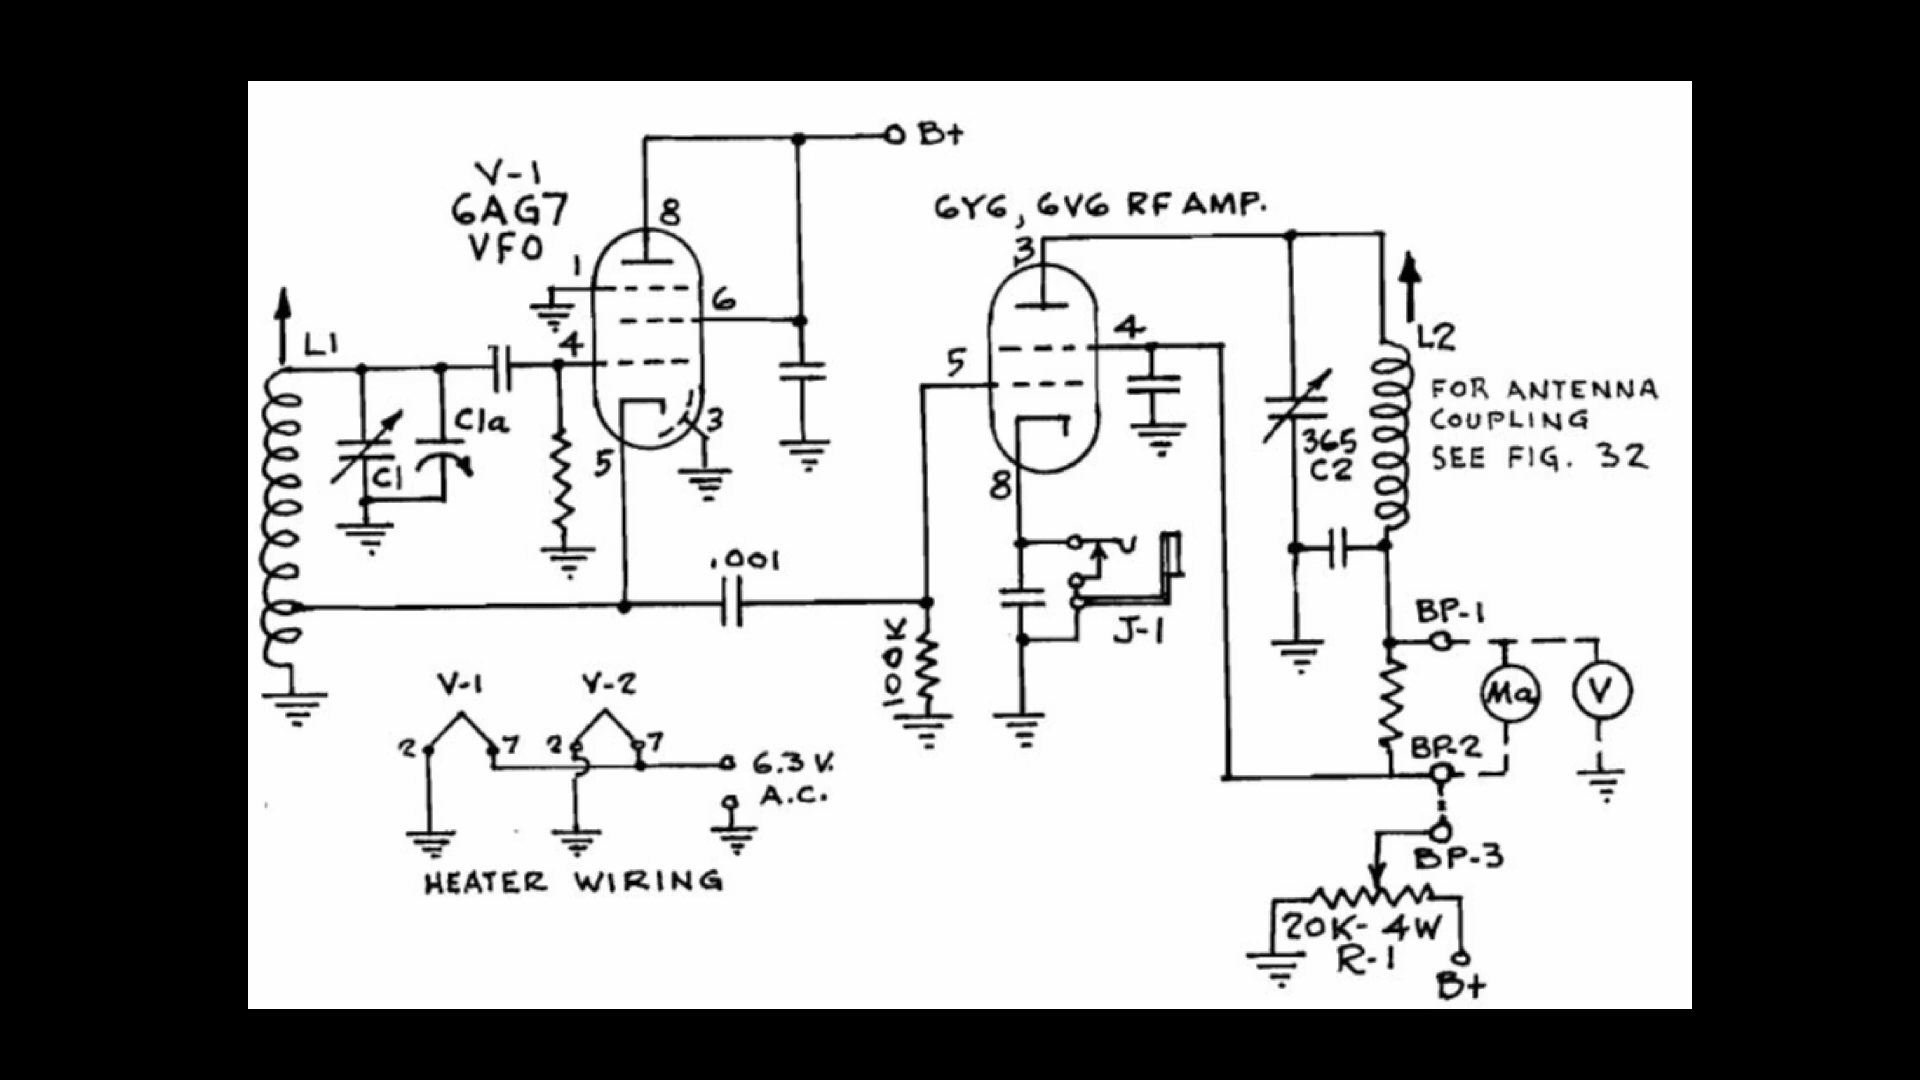 B+
V-1
6AG7
VFO
8
1
6
4
3
5
L1
C1
C1a
.001
6Y6, 6V6 RF AMP.
3
4
5
8
100K
J-1
365
C2
L2
FOR ANTENNA
COUPLING
SEE FIG. 32
BP-1
Ma
V
BP-2
BP-3
20K- 4W
R-1
B+
V-1
V-2
2
7
2
7
6.3 V.
A.C.
HEATER WIRING